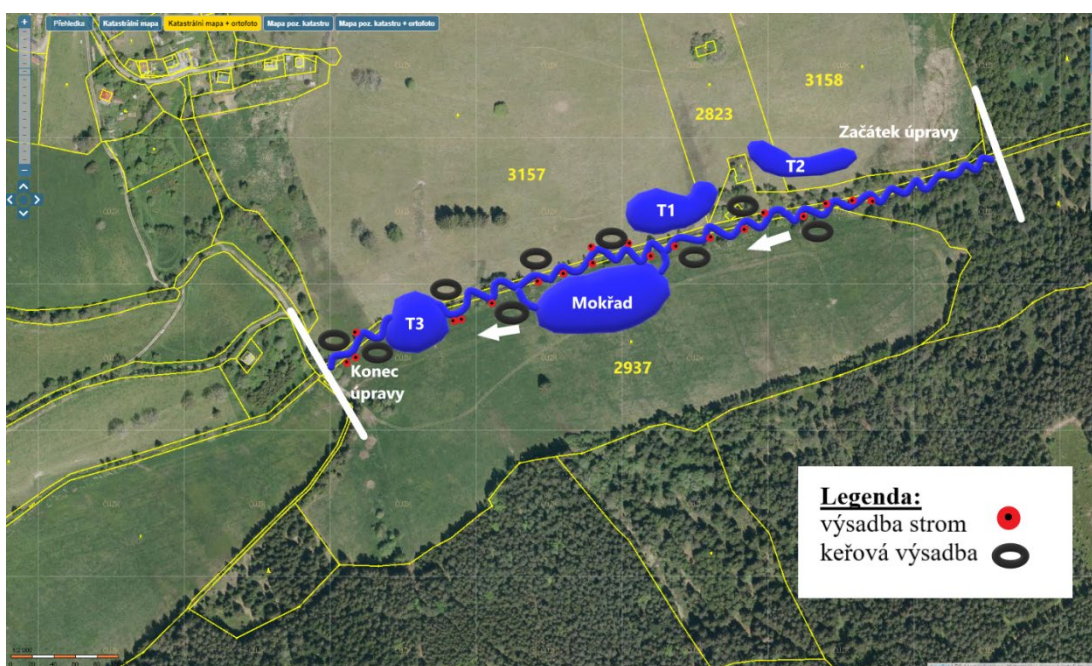 Přehledka
Katastrální mapa
Katastrální mapa + ortofoto
Mapa poz. katastru
Mapa poz. katastru + ortofoto
3158
2823
Začátek úpravy
T2
3157
T1
Mokřad
T3
2937
Konec
úpravy
Legenda:
výsadba strom
keřová výsadba